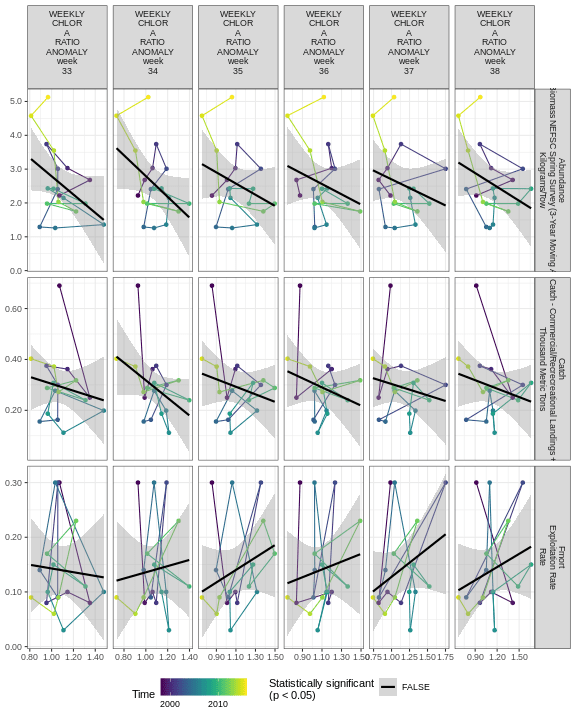 WEEKLY
CHLOR
A
RATIO
ANOMALY
week
33
WEEKLY
CHLOR
A
RATIO
ANOMALY
week
34
WEEKLY
CHLOR
A
RATIO
ANOMALY
week
35
WEEKLY
CHLOR
A
RATIO
ANOMALY
week
36
WEEKLY
CHLOR
A
RATIO
ANOMALY
week
37
WEEKLY
CHLOR
A
RATIO
ANOMALY
week
38
5.0
4.0
3.0
2.0
1.0
0.0
Abundance
Biomass NEFSC Spring Survey (3-Year Moving
Kilograms/Tow
0.60
0.40
0.20
Catch
Catch - Commercial/Recreational Landings +
Thousand Metric Tons
0.30
0.20
0.10
0.00
Fmort
Exploitation Rate
Rate
0.80 1.00 1.20 1.40
0.80 1.00 1.20 1.40
0.75 1.00 1.25 1.50
0.90 1.10 1.30 1.50
0.75 1.00 1.25 1.50 1.75
0.90 1.20 1.50
Time
2000 2010
Statistically significant
(p < 0.05)
FALSE